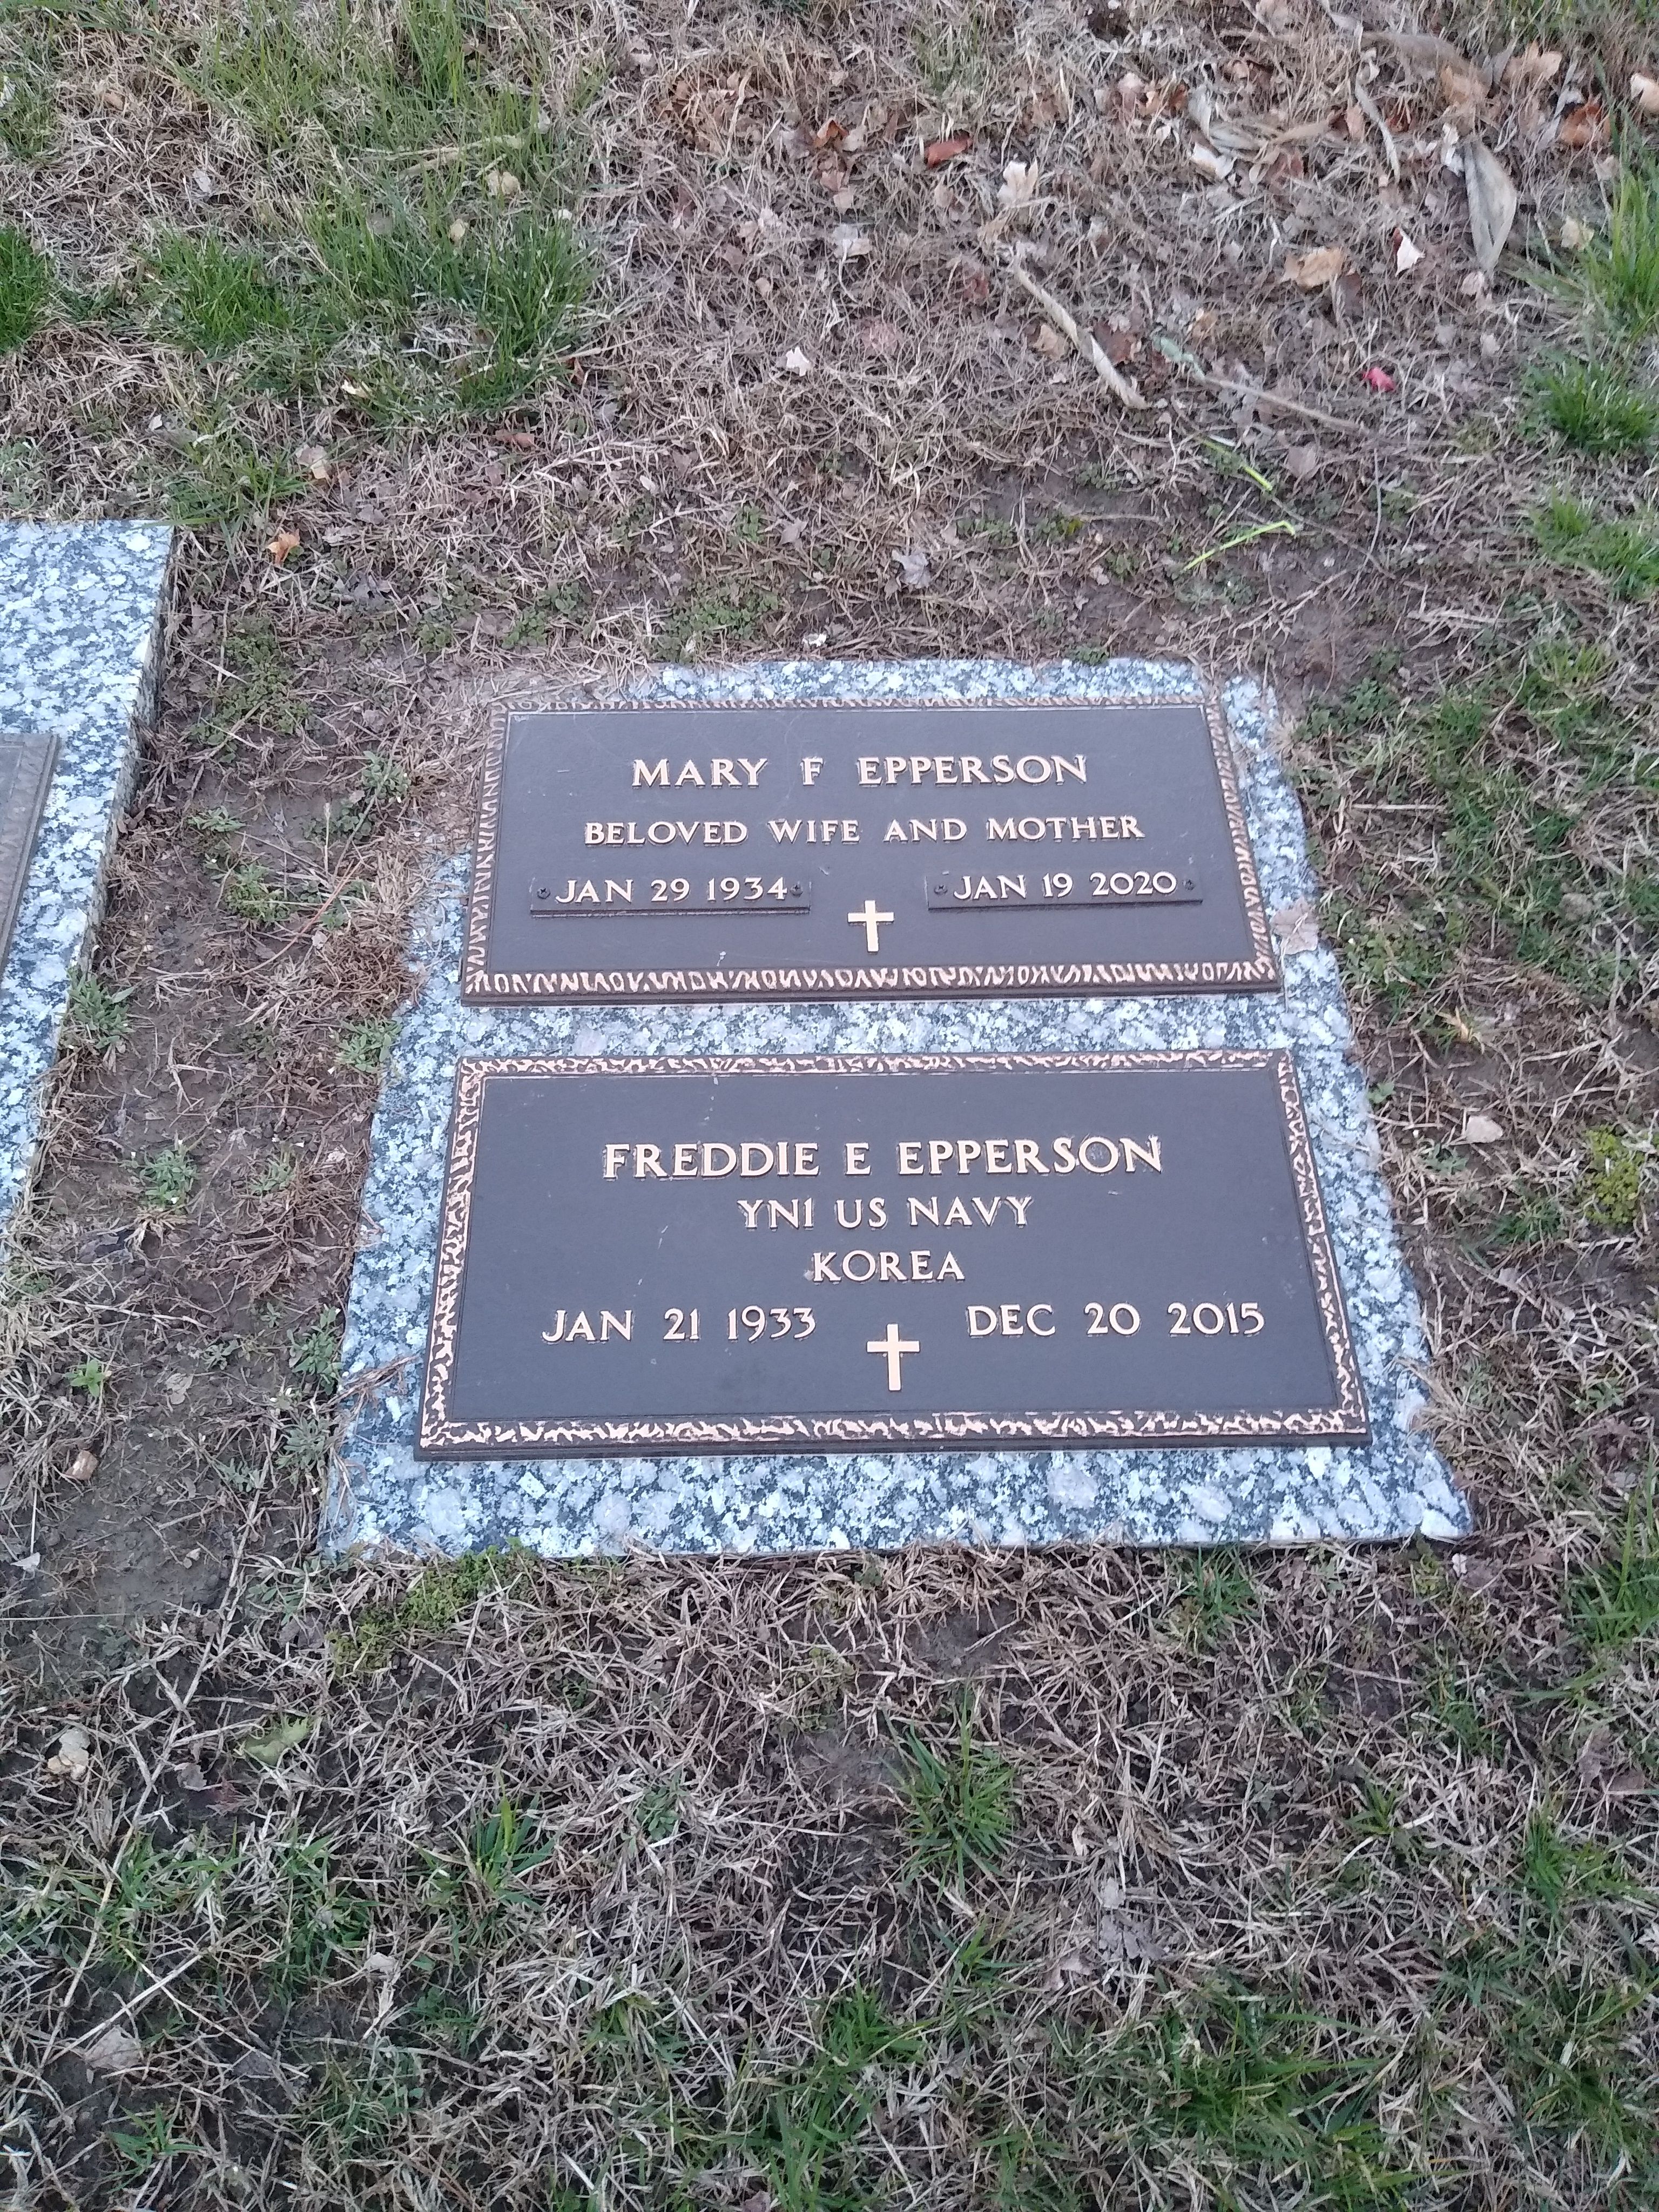 MARY F EPPERSON
BELOVED WIFE AND MOTHER
JAN 29 1934 JAN 19 2020
FREDDIE E EPPERSON
YN1 US NAVY
KOREA
JAN 21 1933 DEC 20 2015